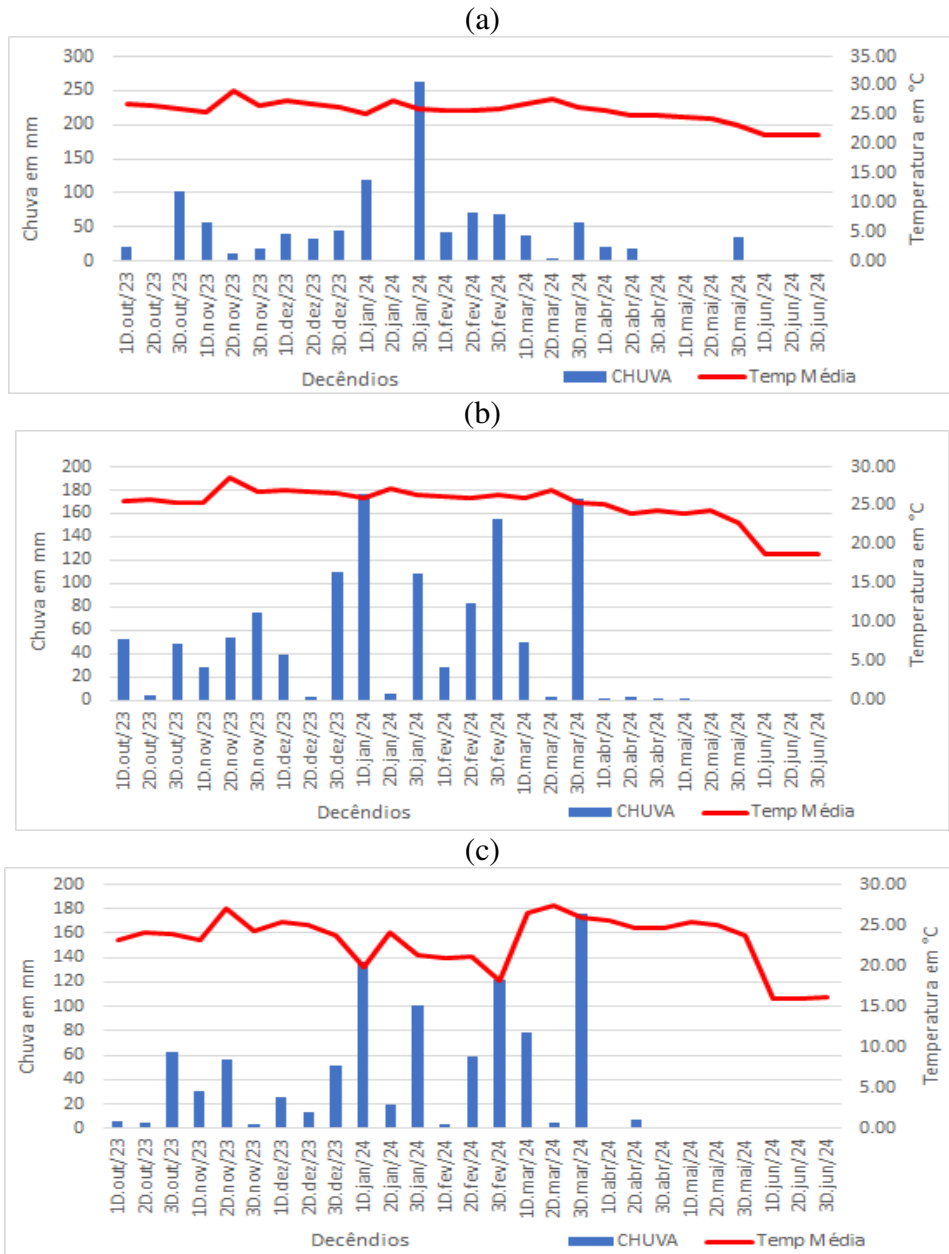 (a)
300 35.00
250 30.00
200 25.00
150 20.00
100 15.00
50 10.00
0 5.00
0.00
Chuva em mm
Temperatura em °C
1D.out/23 2D.out/23 3D.out/23 1D.nov/23 2D.nov/23 3D.nov/23 1D.dez/23 2D.dez/23 3D.dez/23 1D.jan/24 2D.jan/24 3D.jan/24 1D.fev/24 2D.fev/24 3D.fev/24 1D.mar/24 2D.mar/24 3D.mar/24 1D.abr/24 2D.abr/24 3D.abr/24 1D.mai/24 2D.mai/24 3D.mai/24 1D.jun/24 2D.jun/24 3D.jun/24
Decêndios CHUVA Temp Média
(b)
200 30.00
180 25.00
160 20.00
140 15.00
120 10.00
100 5.00
80 0.00
60
40
20
0
Chuva em mm
Temperatura em °C
1D.out/23 2D.out/23 3D.out/23 1D.nov/23 2D.nov/23 3D.nov/23 1D.dez/23 2D.dez/23 3D.dez/23 1D.jan/24 2D.jan/24 3D.jan/24 1D.fev/24 2D.fev/24 3D.fev/24 1D.mar/24 2D.mar/24 3D.mar/24 1D.abr/24 2D.abr/24 3D.abr/24 1D.mai/24 2D.mai/24 3D.mai/24 1D.jun/24 2D.jun/24 3D.jun/24
Decêndios CHUVA Temp Média
(c)
200 30.00
180 25.00
160 20.00
140 15.00
120 10.00
100 5.00
80 0.00
60
40
20
0
Chuva em mm
Temperatura em °C
1D.out/23 2D.out/23 3D.out/23 1D.nov/23 2D.nov/23 3D.nov/23 1D.dez/23 2D.dez/23 3D.dez/23 1D.jan/24 2D.jan/24 3D.jan/24 1D.fev/24 2D.fev/24 3D.fev/24 1D.mar/24 2D.mar/24 3D.mar/24 1D.abr/24 2D.abr/24 3D.abr/24 1D.mai/24 2D.mai/24 3D.mai/24 1D.jun/24 2D.jun/24 3D.jun/24
Decêndios CHUVA Temp Média